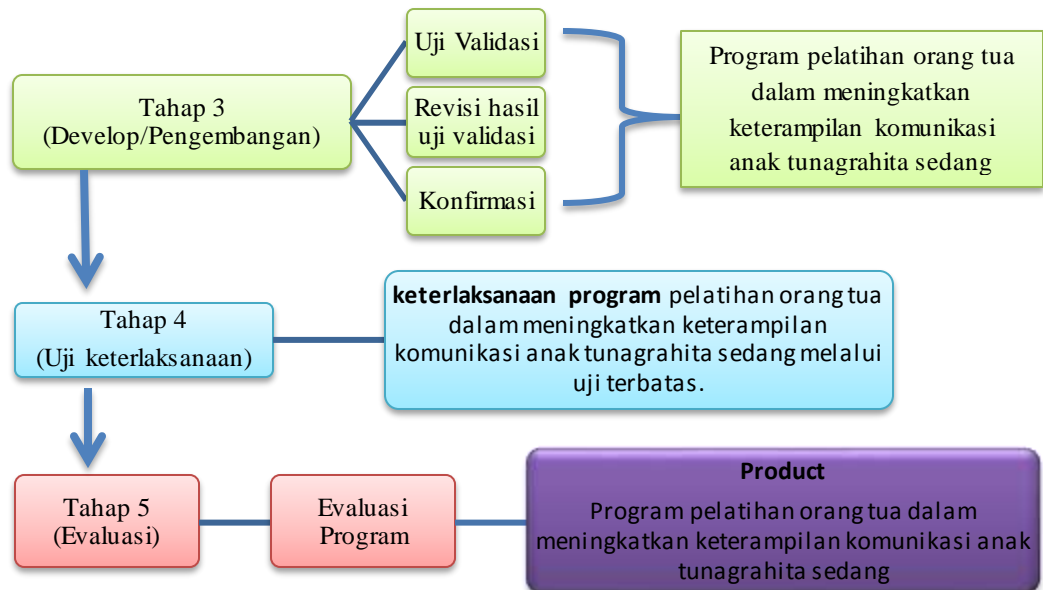 Tahap 3
(Develop/Pengembangan)
Uji Validasi
Revisi hasil
uji validasi
Konfirmasi
Program pelatihan orang tua
dalam meningkatkan
keterampilan komunikasi
anak tunagrahita sedang
Tahap 4
(Uji keterlaksanaan)
keterlaksanaan program pelatihan orang tua
dalam meningkatkan keterampilan
komunikasi anak tunagrahita sedang melalui
uji terbatas.
Tahap 5
(Evaluasi)
Evaluasi
Program
Product
Program pelatihan orang tua dalam
meningkatkan keterampilan komunikasi anak
tunagrahita sedang